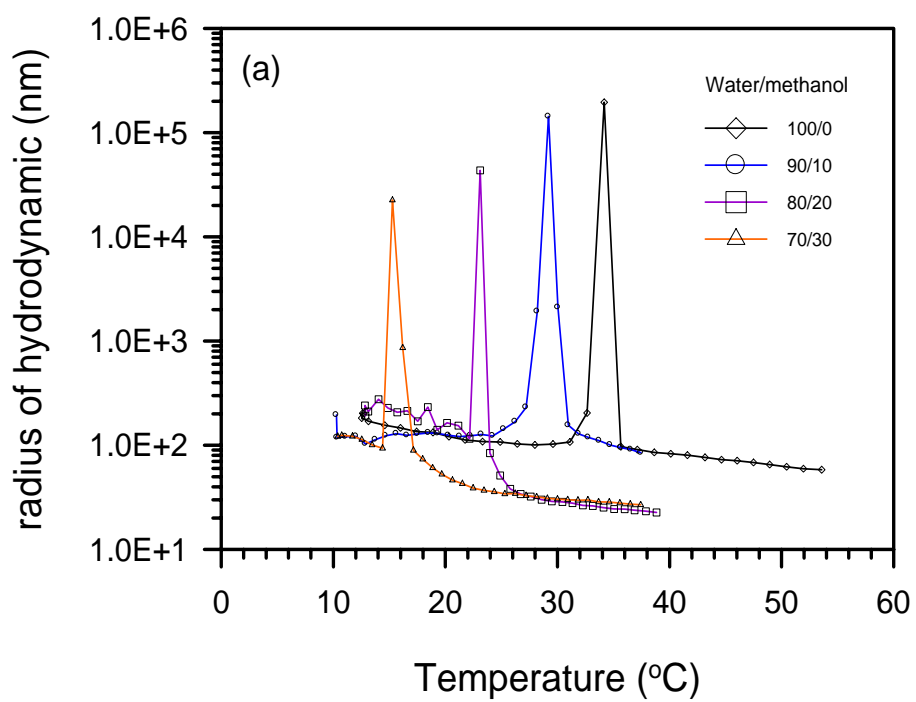 (a)
radius of hydrodynamic (nm)
1.0E+6
1.0E+5
1.0E+4
1.0E+3
1.0E+2
1.0E+1
Water/methanol
100/0
90/10
80/20
70/30
0 10 20 30 40 50 60
Temperature (ºC)